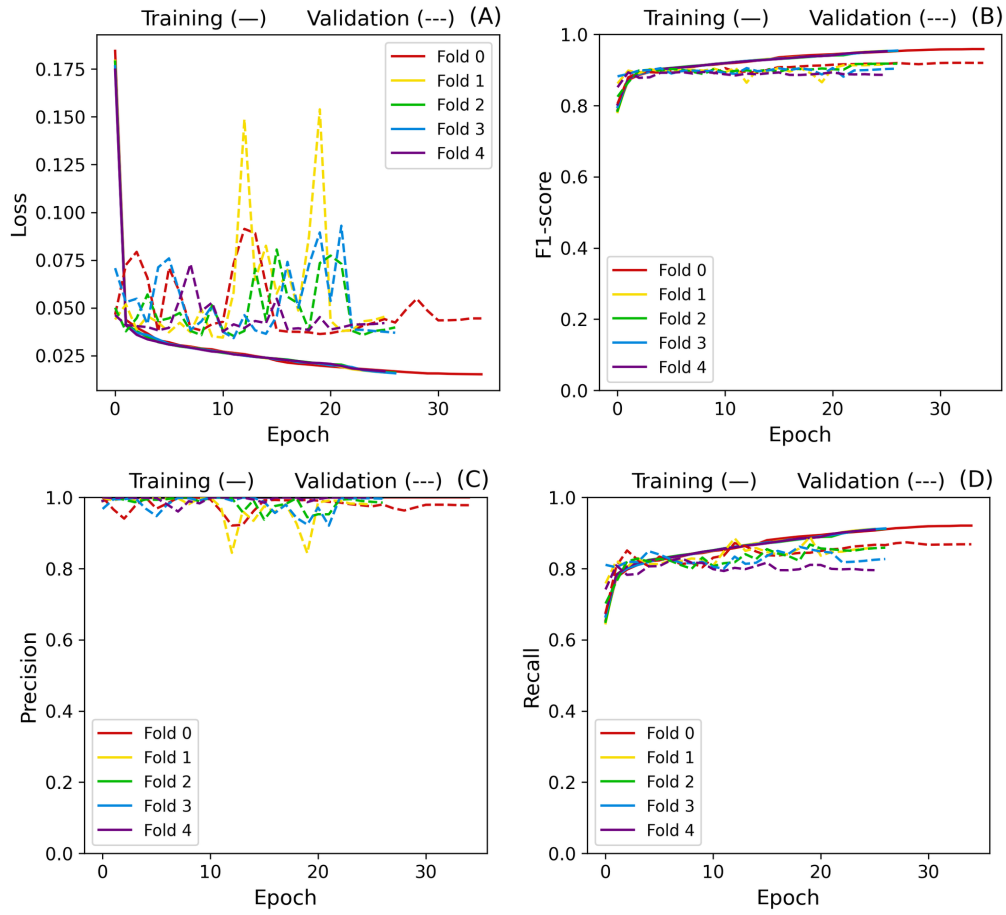 Training (—) Validation (---) (A)
Loss
0.175
0.150
0.125
0.100
0.075
0.050
0.025
Fold 0
Fold 1
Fold 2
Fold 3
Fold 4
0 10 20 30
Epoch
Training (—) Validation (---) (B)
F1-score
1.0
0.8
0.6
0.4
0.2
0.0
Fold 0
Fold 1
Fold 2
Fold 3
Fold 4
0 10 20 30
Epoch
Training (—) Validation (---) (C)
Precision
1.0
0.8
0.6
0.4
0.2
0.0
Fold 0
Fold 1
Fold 2
Fold 3
Fold 4
0 10 20 30
Epoch
Training (—) Validation (---) (D)
Recall
1.0
0.8
0.6
0.4
0.2
0.0
Fold 0
Fold 1
Fold 2
Fold 3
Fold 4
0 10 20 30
Epoch